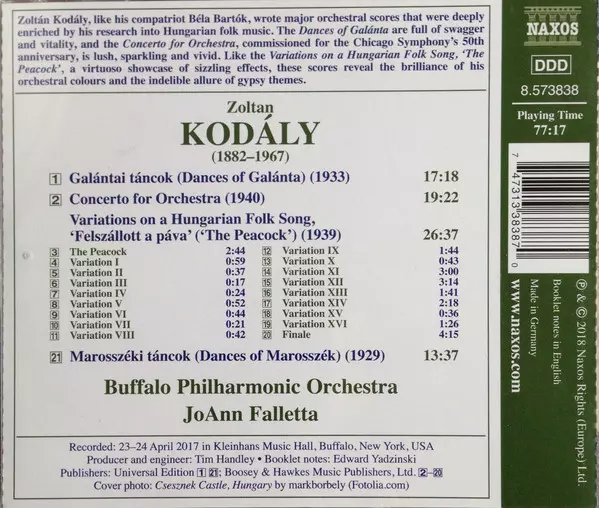 Zoltán Kodály, like his compatriot Béla Bartók, wrote major orchestral scores that were deeply
enriched by his research into Hungarian folk music. The Dances of Galánta are full of swagger
and vitality, and the Concerto for Orchestra, commissioned for the Chicago Symphony's 50th
anniversary, is lush, sparkling and vivid. Like the Variations on a Hungarian Folk Song, 'The
Peacock', a virtuoso showcase of sizzling effects, these scores reveal the brilliance of his
orchestral colours and the indelible allure of gypsy themes.
Zoltan
KODÁLY
(1882–1967)
1 Galántai táncok (Dances of Galánta) (1933) 17:18
2 Concerto for Orchestra (1940) 19:22
Variations on a Hungarian Folk Song,
'Felszállott a páva' ('The Peacock') (1939) 26:37
3 The Peacock 2:44
4 Variation I 0:59
5 Variation II 0:37
6 Variation III 0:17
7 Variation IV 0:24
8 Variation V 0:52
9 Variation VI 0:44
10 Variation VII 0:21
11 Variation VIII 0:42
12 Variation IX 1:44
13 Variation X 0:43
14 Variation XI 3:00
15 Variation XII 3:14
16 Variation XIII 1:41
17 Variation XIV 2:18
18 Variation XV 0:36
19 Variation XVI 1:26
20 Finale 4:15
21 Marosszéki táncok (Dances of Marosszék) (1929) 13:37
Buffalo Philharmonic Orchestra
JoAnn Falletta
Recorded: 23–24 April 2017 in Kleinhans Music Hall, Buffalo, New York, USA
Producer and engineer: Tim Handley • Booklet notes: Edward Yadzinski
Publishers: Universal Edition 1 21; Boosey & Hawkes Music Publishers, Ltd. 2–20
Cover photo: Csesznek Castle, Hungary by markborbely (Fotolia.com)
NAXOS
DDD
8.573838
Playing Time
77:17
7 47313 38387 0
℗ & © 2018 Naxos Rights (Europe) Ltd
Booklet notes in English
Made in Germany
www.naxos.com